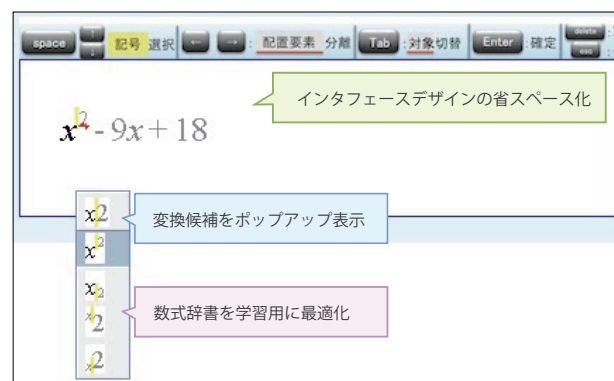 space ↑ ↓ 記号 選択 ← → : 配置要素 分離 Tab : 対象切替 Enter : 確定 delete :
esc :
インタフェースデザインの省スペース化
x² - 9x + 18
x2
変換候補をポップアップ表示
x²
x₂
数式辞書を学習用に最適化
ˣ2
ₓ2